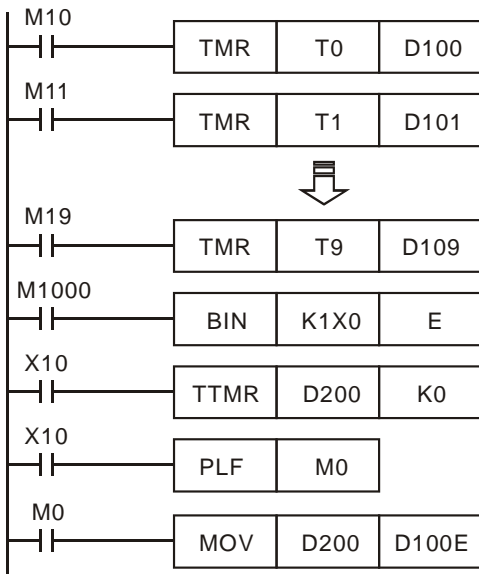 M10
TMR T0 D100
M11
TMR T1 D101
M19
TMR T9 D109
M1000
BIN K1X0 E
X10
TTMR D200 K0
X10
PLF M0
M0
MOV D200 D100E